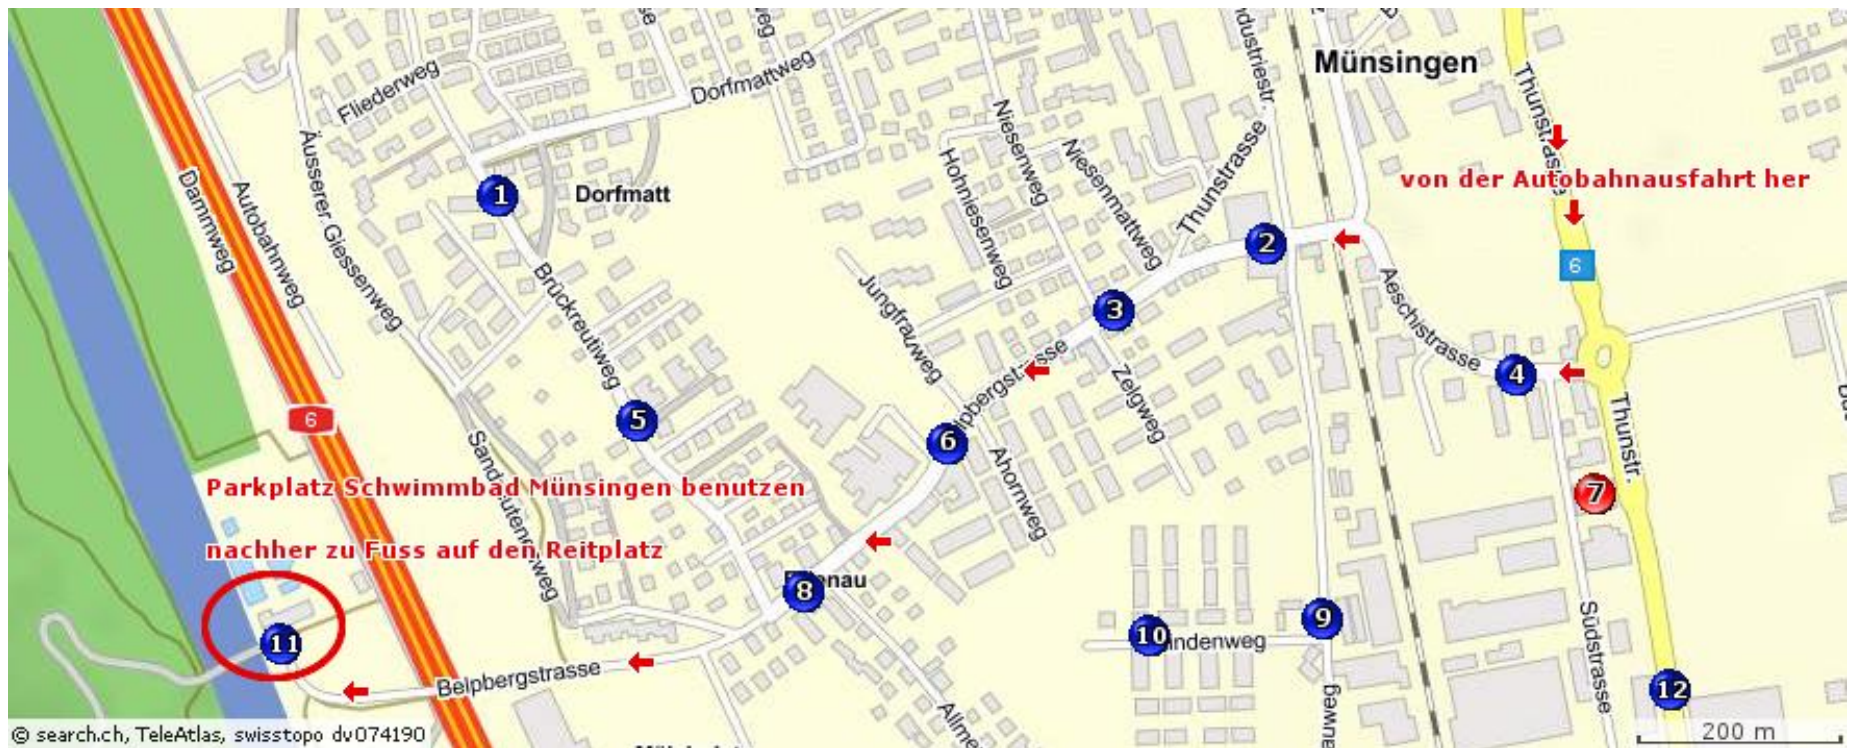 Münsingen
Thunstrasse
von der Autobahnausfahrt her
6
Fliederweg
Dorfmattweg
Äusserer Giessenweg
Dammweg
Autobahnweg
1
Dorfmatt
Niesenweg
Niesenmattweg
Hohniesenweg
Thunstrasse
2
Brückreutiweg
Jungfrauweg
3
Aeschistrasse
4
Zelgweg
Thunstr.
6
5
6
Ahornweg
7
Parkplatz Schwimmbad Münsingen benutzen
nachher zu Fuss auf den Reitplatz
8
9
10
11
12
Südstrasse
Belpbergstrasse
200 m
© search.ch, TeleAtlas, swisstopo dv074190